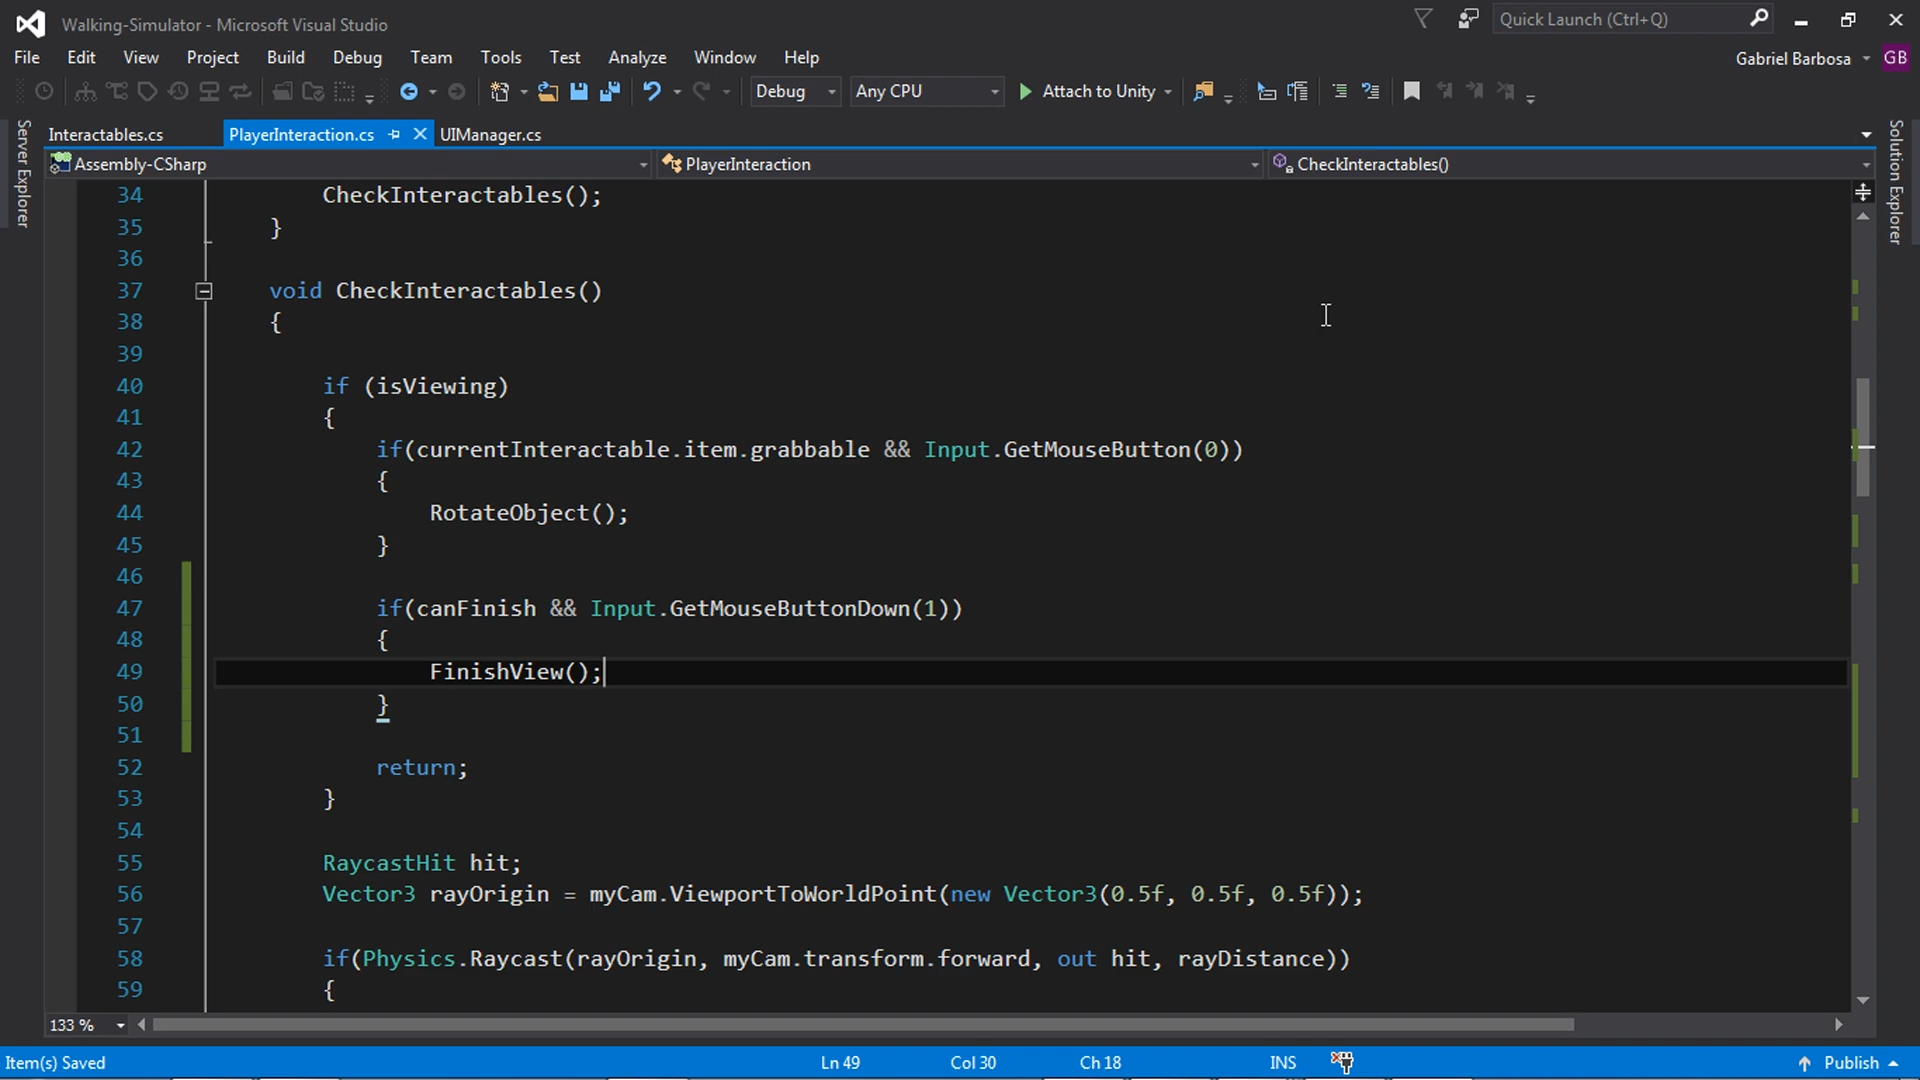 Walking-Simulator - Microsoft Visual Studio
Quick Launch (Ctrl+Q)
File Edit View Project Build Debug Team Tools Test Analyze Window Help
Gabriel Barbosa GB
Debug Any CPU Attach to Unity
Server Explorer
Interactables.cs PlayerInteraction.cs UIManager.cs
Solution Explorer
Assembly-CSharp PlayerInteraction CheckInteractables()
34 CheckInteractables();
35 }
36
37 void CheckInteractables()
38 {
39
40 if (isViewing)
41 {
42 if(currentInteractable.item.grabbable && Input.GetMouseButton(0))
43 {
44 RotateObject();
45 }
46
47 if(canFinish && Input.GetMouseButtonDown(1))
48 {
49 FinishView();
50 }
51
52 return;
53 }
54
55 RaycastHit hit;
56 Vector3 rayOrigin = myCam.ViewportToWorldPoint(new Vector3(0.5f, 0.5f, 0.5f));
57
58 if(Physics.Raycast(rayOrigin, myCam.transform.forward, out hit, rayDistance))
59 {
133 %
Item(s) Saved Ln 49 Col 30 Ch 18 INS Publish